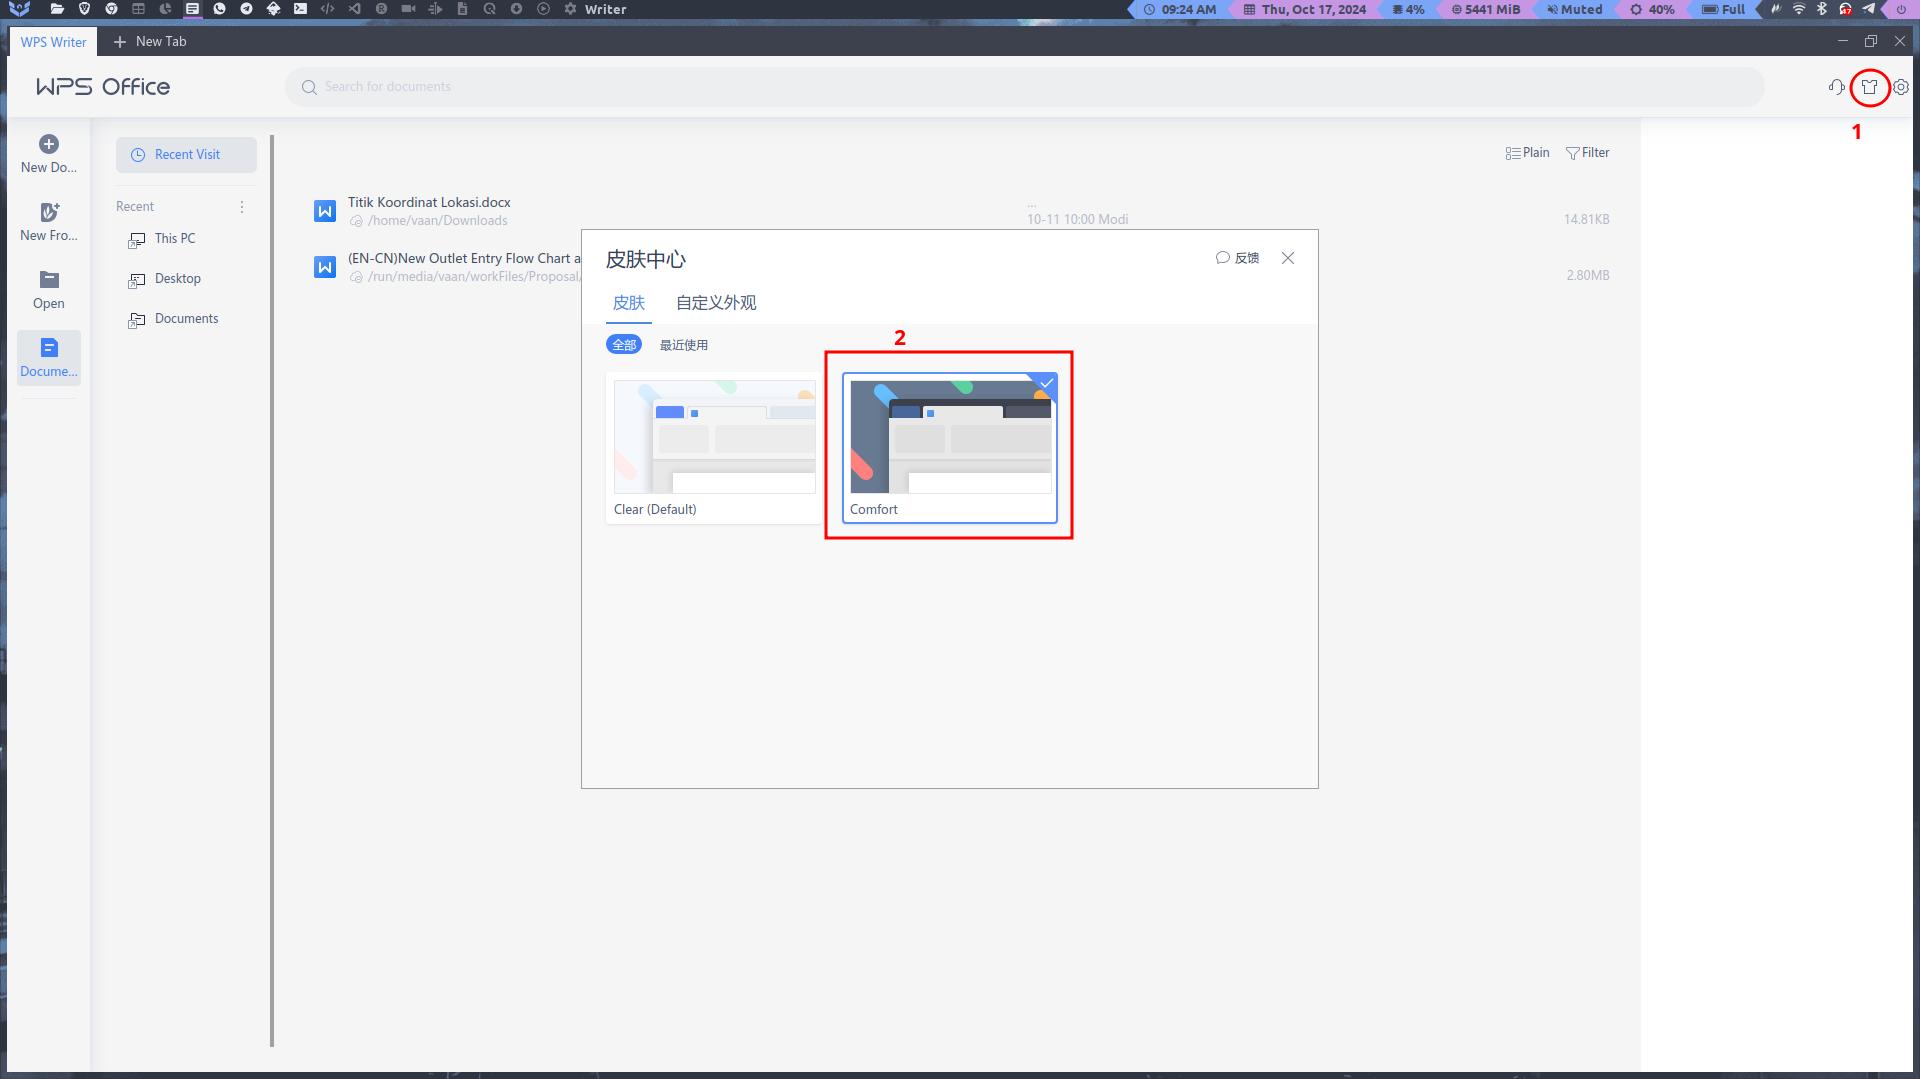 Writer
09:24 AM
Thu, Oct 17, 2024
4%
5441 MiB
Muted
40%
Full
47
WPS Writer
New Tab
WPS Office
Search for documents
1
New Do...
New Fro...
Open
Docume...
Recent Visit
Recent
This PC
Desktop
Documents
Plain
Filter
Titik Koordinat Lokasi.docx
/home/vaan/Downloads
...
10-11 10:00 Modi
14.81KB
(EN-CN)New Outlet Entry Flow Chart a
/run/media/vaan/workFiles/Proposal/
2.80MB
皮肤中心
反馈
皮肤
自定义外观
2
全部
最近使用
Clear (Default)
Comfort